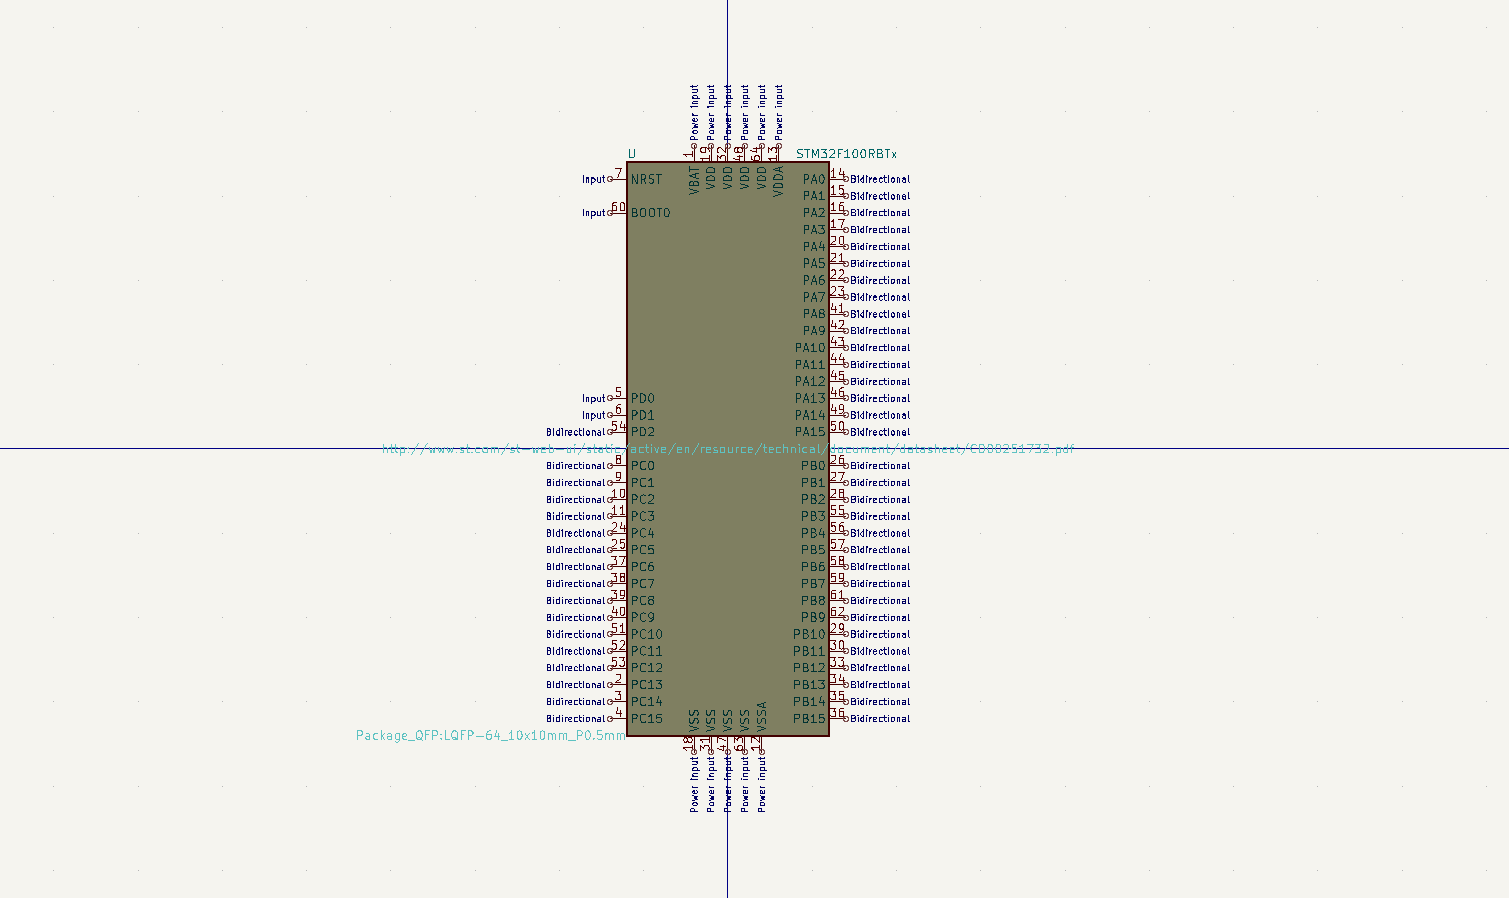 Power Input Power Input Power Input Power Input Power Input Power Input
1 19 32 48 64 13
U STM32F100RBTx
VBAT VDD VDD VDD VDD VDDA
Input 7 NRST PA0 14 Bidirectional
PA1 15 Bidirectional
Input 60 BOOT0 PA2 16 Bidirectional
PA3 17 Bidirectional
PA4 20 Bidirectional
PA5 21 Bidirectional
PA6 22 Bidirectional
PA7 23 Bidirectional
PA8 41 Bidirectional
PA9 42 Bidirectional
PA10 43 Bidirectional
PA11 44 Bidirectional
PA12 45 Bidirectional
Input 5 PD0 PA13 46 Bidirectional
Input 6 PD1 PA14 49 Bidirectional
Bidirectional 54 PD2 PA15 50 Bidirectional
http://www.st.com/st-web-ui/static/active/en/resource/technical/document/datasheet/CD00251732.pdf
Bidirectional 8 PC0 PB0 26 Bidirectional
Bidirectional 9 PC1 PB1 27 Bidirectional
Bidirectional 10 PC2 PB2 28 Bidirectional
Bidirectional 11 PC3 PB3 55 Bidirectional
Bidirectional 24 PC4 PB4 56 Bidirectional
Bidirectional 25 PC5 PB5 57 Bidirectional
Bidirectional 37 PC6 PB6 58 Bidirectional
Bidirectional 38 PC7 PB7 59 Bidirectional
Bidirectional 39 PC8 PB8 61 Bidirectional
Bidirectional 40 PC9 PB9 62 Bidirectional
Bidirectional 51 PC10 PB10 29 Bidirectional
Bidirectional 52 PC11 PB11 30 Bidirectional
Bidirectional 53 PC12 PB12 33 Bidirectional
Bidirectional 2 PC13 PB13 34 Bidirectional
Bidirectional 3 PC14 PB14 35 Bidirectional
Bidirectional 4 PC15 PB15 36 Bidirectional
VSS VSS VSS VSS VSSA
Package_QFP:LQFP-64_10x10mm_P0.5mm
18 31 47 63 12
Power Input Power Input Power Input Power Input Power Input